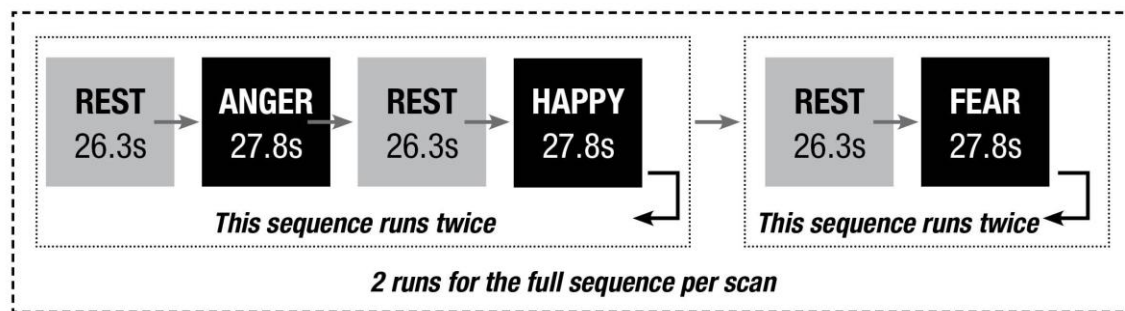 REST
26.3s
ANGER
27.8s
REST
26.3s
HAPPY
27.8s
This sequence runs twice
REST
26.3s
FEAR
27.8s
This sequence runs twice
2 runs for the full sequence per scan